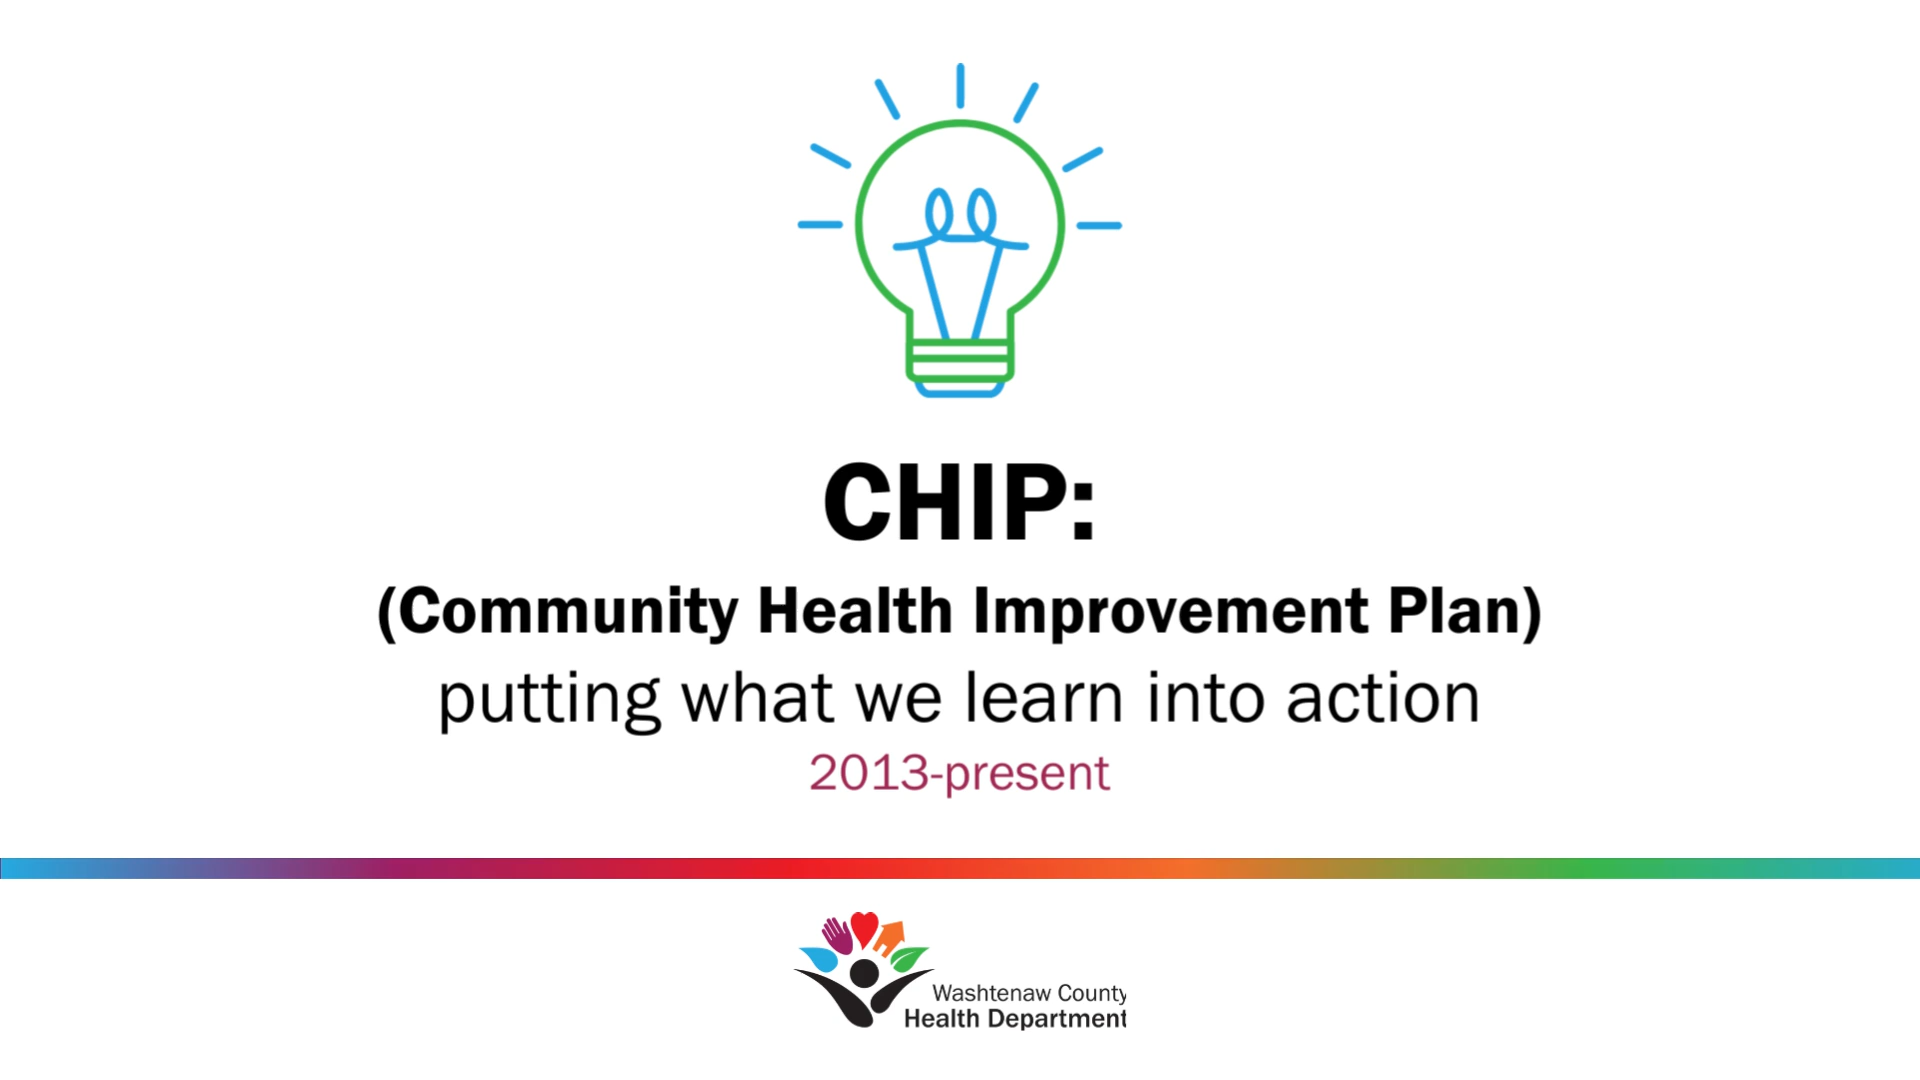 CHIP:
(Community Health Improvement Plan)
putting what we learn into action
2013-present
Washtenaw County
Health Department